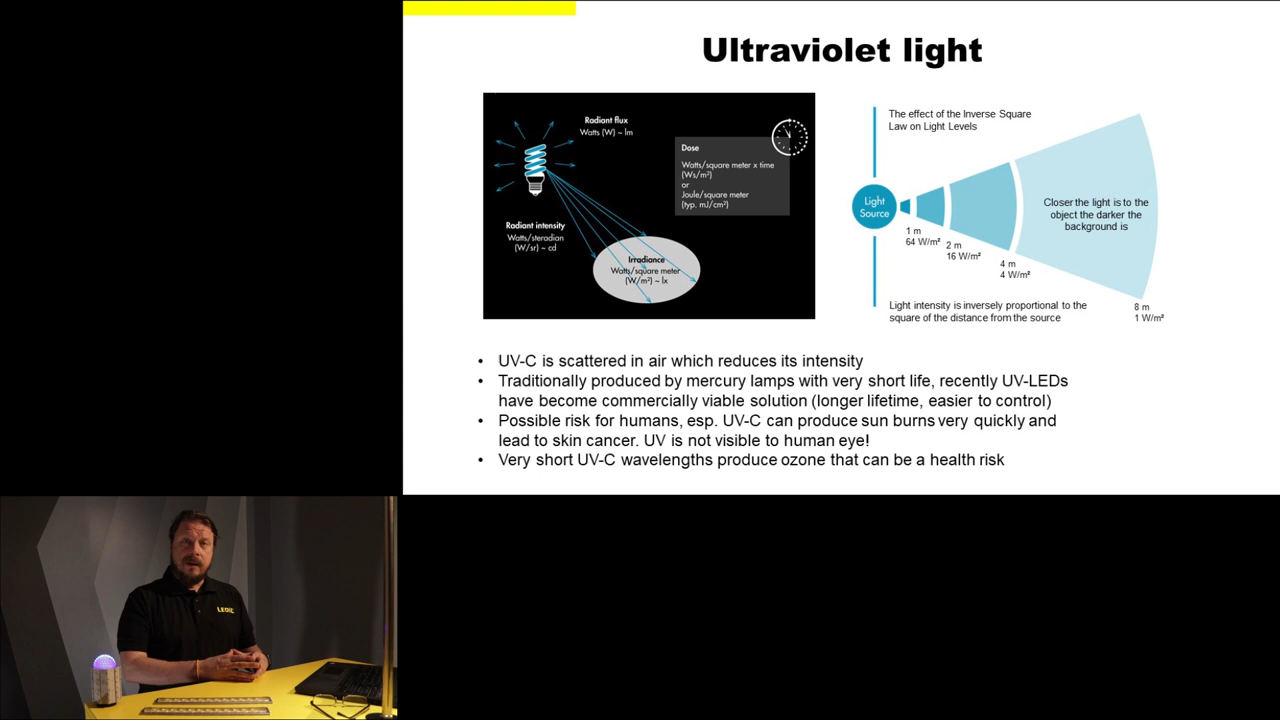 Ultraviolet light
Radiant flux
Watts (W) ~ lm
Dose
Watts/square meter x time
(Ws/m²)
or
Joule/square meter
(typ. mJ/cm²)
Radiant intensity
Watts/steradian
(W/sr) ~ cd
Irradiance
Watts/square meter
(W/m²) ~ lx
The effect of the Inverse Square
Law on Light Levels
Light
Source
Closer the light is to the
object the darker the
background is
1 m
64 W/m²
2 m
16 W/m²
4 m
4 W/m²
8 m
1 W/m²
Light intensity is inversely proportional to the
square of the distance from the source
• UV-C is scattered in air which reduces its intensity
• Traditionally produced by mercury lamps with very short life, recently UV-LEDs
have become commercially viable solution (longer lifetime, easier to control)
• Possible risk for humans, esp. UV-C can produce sun burns very quickly and
lead to skin cancer. UV is not visible to human eye!
• Very short UV-C wavelengths produce ozone that can be a health risk